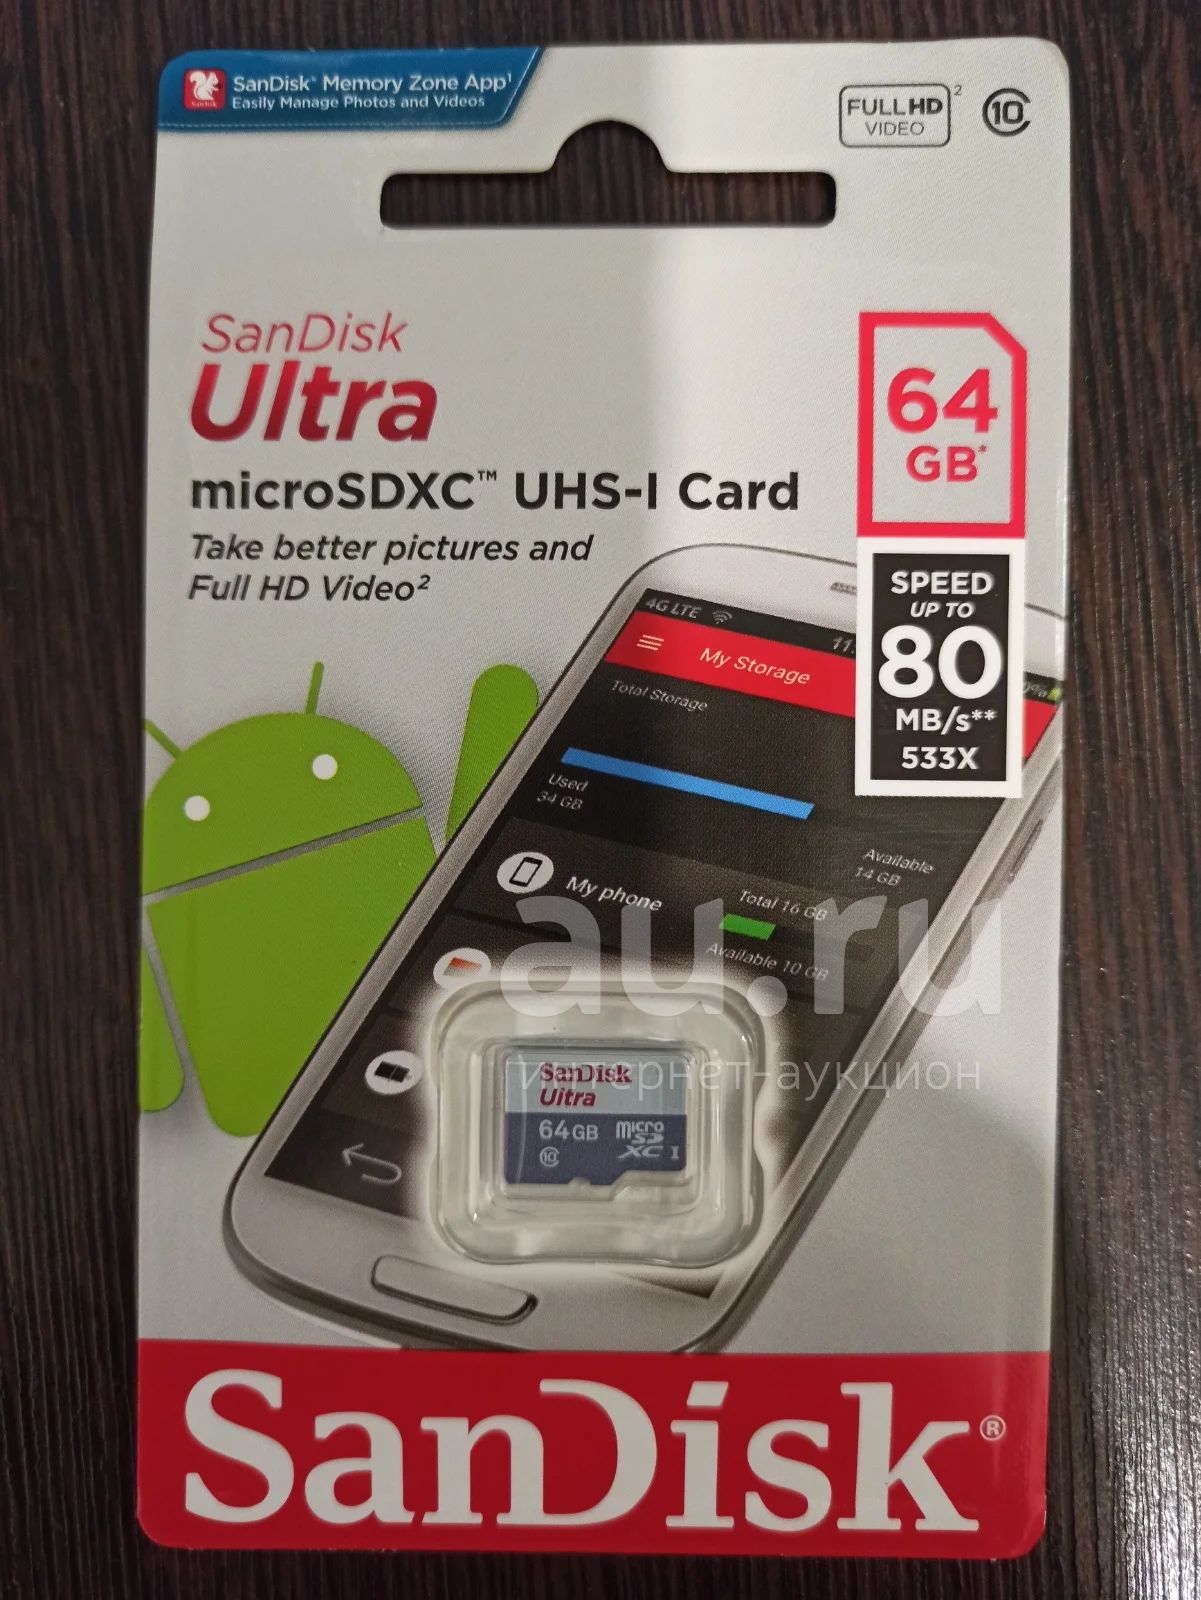 SanDisk® Memory Zone App¹
Easily Manage Photos and Videos
SanDisk
FULL HD
VIDEO
2
10
SanDisk
Ultra
64
GB*
microSDXC™ UHS-I Card
Take better pictures and
Full HD Video²
SPEED
UP TO
80
MB/s**
533X
4G LTE
11
My Storage
Total Storage
Used
34 GB
Available
14 GB
My phone
Total 16 GB
Available 10 GB
au.ru
интернет-аукцион
SanDisk
Ultra
64GB
micro
SD
XC I
10
SanDisk®